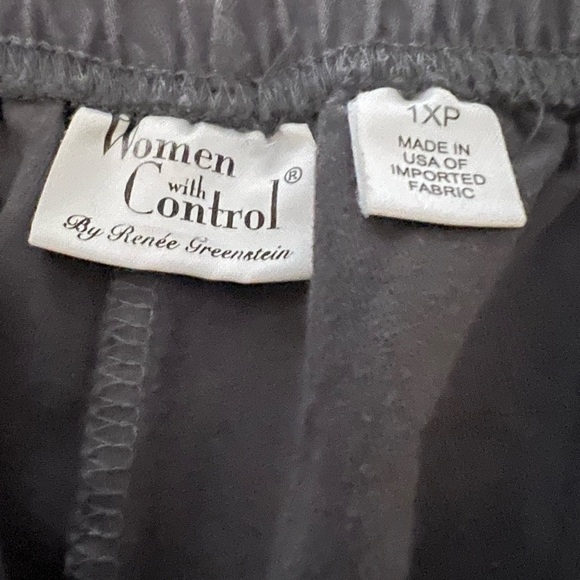 Women
with
Control®
By Renée Greenstein
1XP
MADE IN
USA OF
IMPORTED
FABRIC